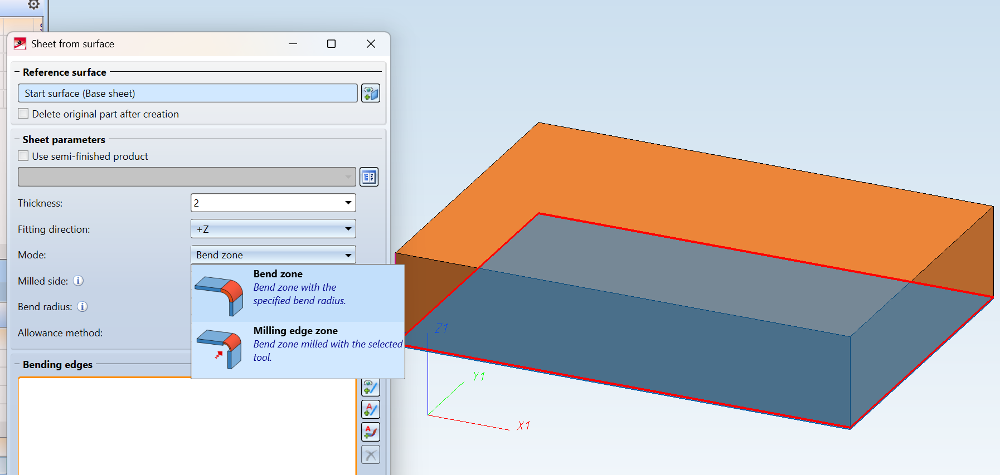 Sheet from surface
Reference surface
Start surface (Base sheet)
Delete original part after creation
Sheet parameters
Use semi-finished product
Thickness:
2
Fitting direction:
+Z
Mode:
Bend zone
Bend zone
Bend zone with the
specified bend radius.
Milled side:
Bend radius:
Allowance method:
Milling edge zone
Bend zone milled with the selected
tool.
Bending edges
Z1
Y1
X1